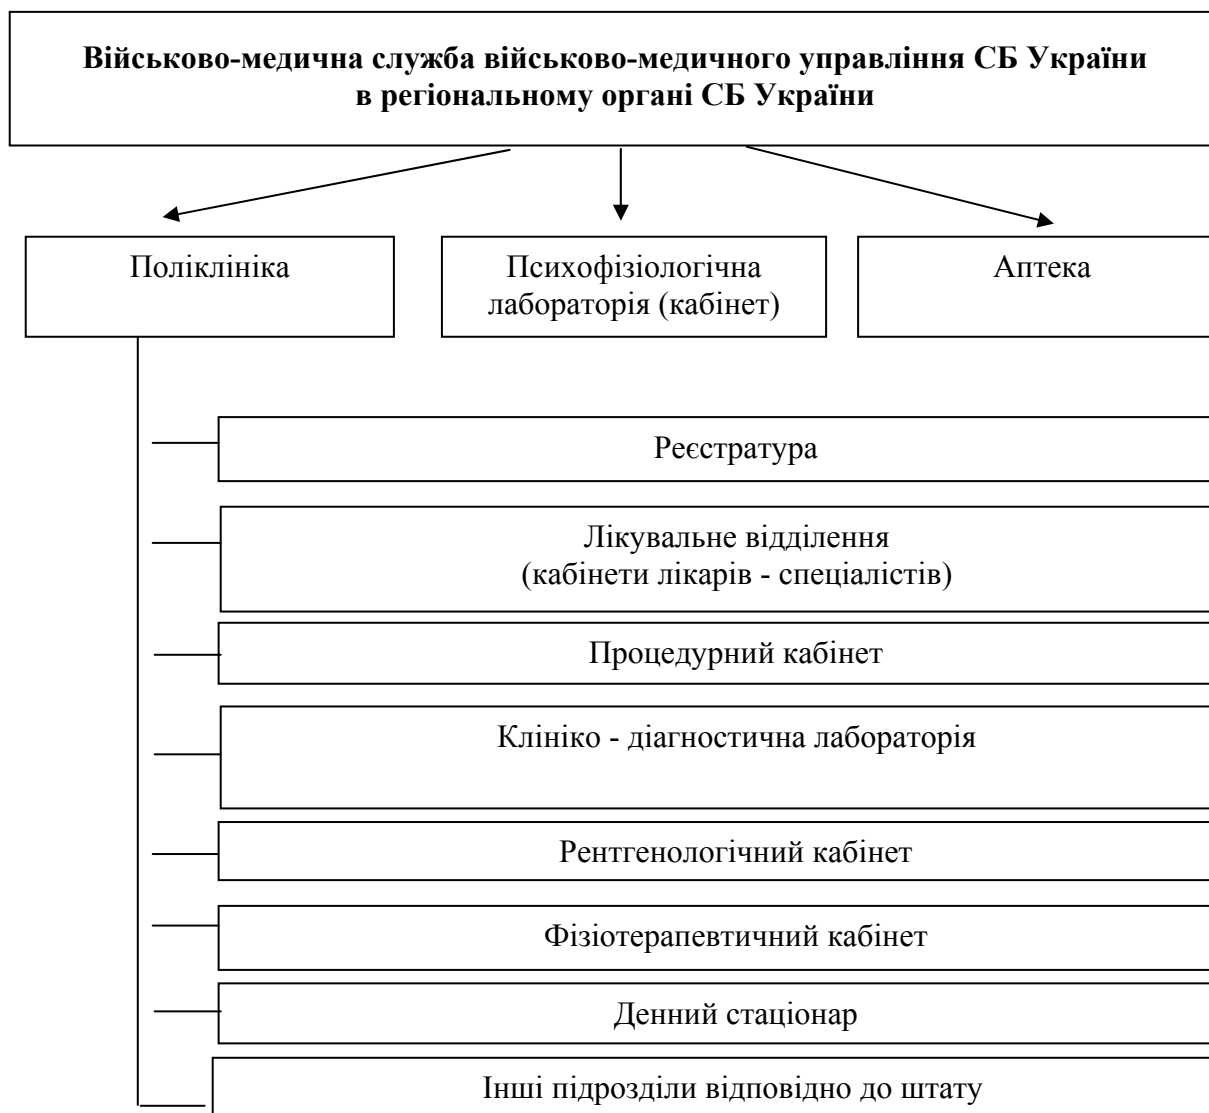 Військово-медична служба військово-медичного управління СБ України
в регіональному органі СБ України
Поліклініка
Психофізіологічна
лабораторія (кабінет)
Аптека
Реєстратура
Лікувальне відділення
(кабінети лікарів - спеціалістів)
Процедурний кабінет
Клініко - діагностична лабораторія
Рентгенологічний кабінет
Фізіотерапевтичний кабінет
Денний стаціонар
Інші підрозділи відповідно до штату